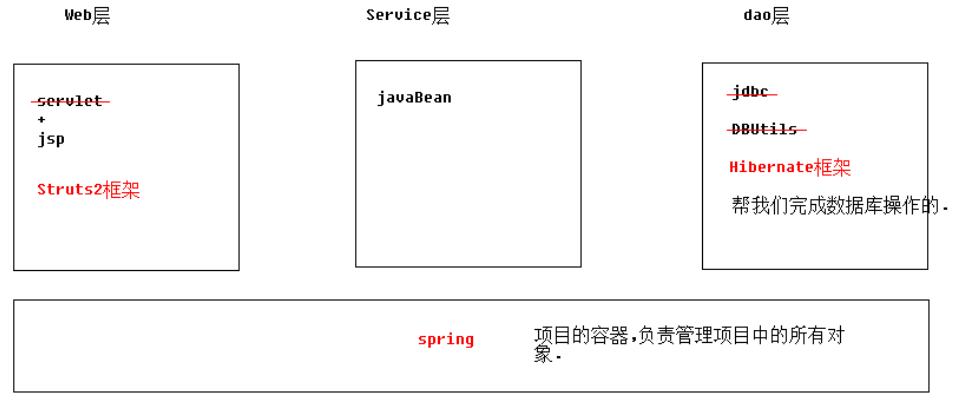 Web层
Service层
dao层
servlet
+
jsp
Struts2框架
javaBean
jdbc
DBUtils
Hibernate框架
帮我们完成数据库操作的.
spring
项目的容器,负责管理项目中的所有对
象.